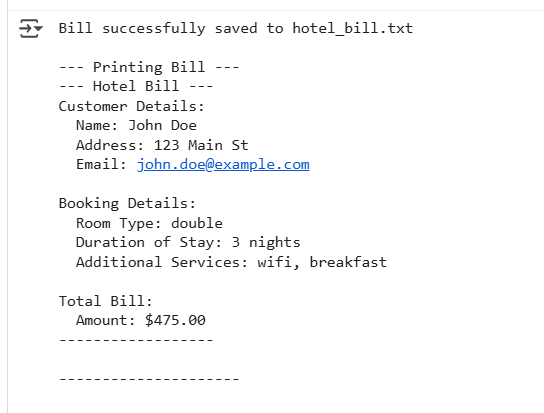 Bill successfully saved to hotel_bill.txt
--- Printing Bill ---
--- Hotel Bill ---
Customer Details:
Name: John Doe
Address: 123 Main St
Email: john.doe@example.com
Booking Details:
Room Type: double
Duration of Stay: 3 nights
Additional Services: wifi, breakfast
Total Bill:
Amount: $475.00
------------------
---------------------